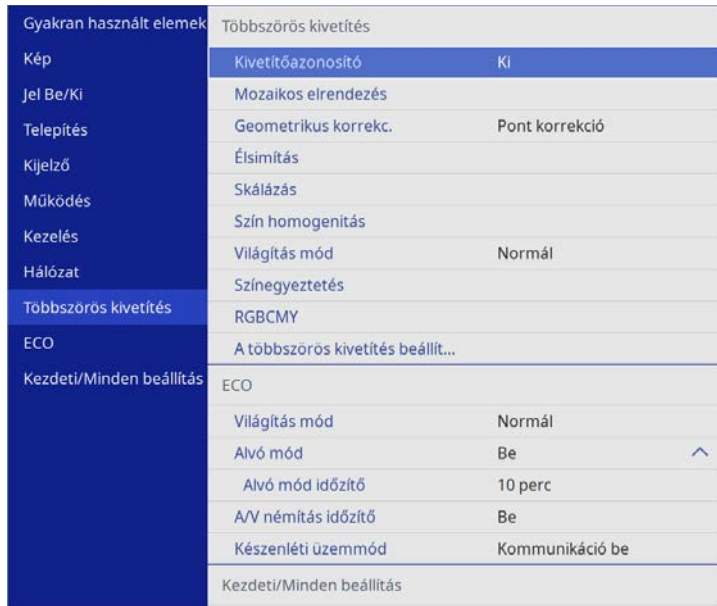 Gyakran használt elemek
Kép
Jel Be/Ki
Telepítés
Kijelző
Működés
Kezelés
Hálózat
Többszörös kivetítés
ECO
Kezdeti/Minden beállítás
Többszörös kivetítés
Kivetítőazonosító Ki
Mozaikos elrendezés
Geometrikus korrekc. Pont korrekció
Élsimítás
Skálázás
Szín homogenitás
Világítás mód Normál
Színegyeztetés
RGBCMY
A többszörös kivetítés beállít...
ECO
Világítás mód Normál
Alvó mód Be
Alvó mód időzítő 10 perc
A/V némítás időzítő Be
Készenléti üzemmód Kommunikáció be
Kezdeti/Minden beállítás